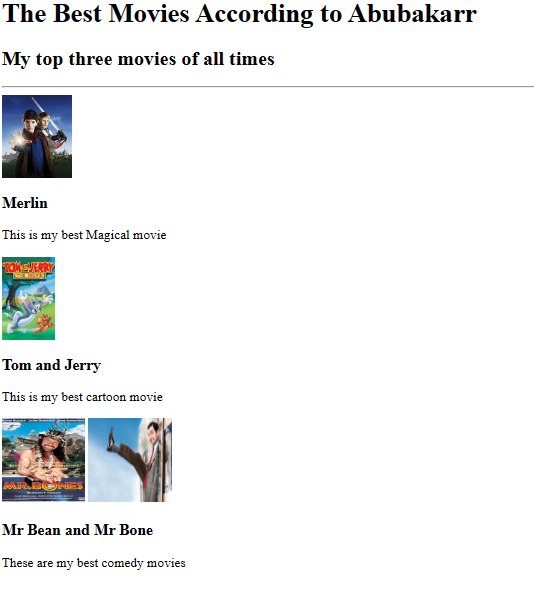 The Best Movies According to Abubakarr
My top three movies of all times
Merlin
This is my best Magical movie
TOM and JERRY
THE MOVIE
Tom and Jerry
This is my best cartoon movie
MR. BONES
Mr Bean and Mr Bone
These are my best comedy movies